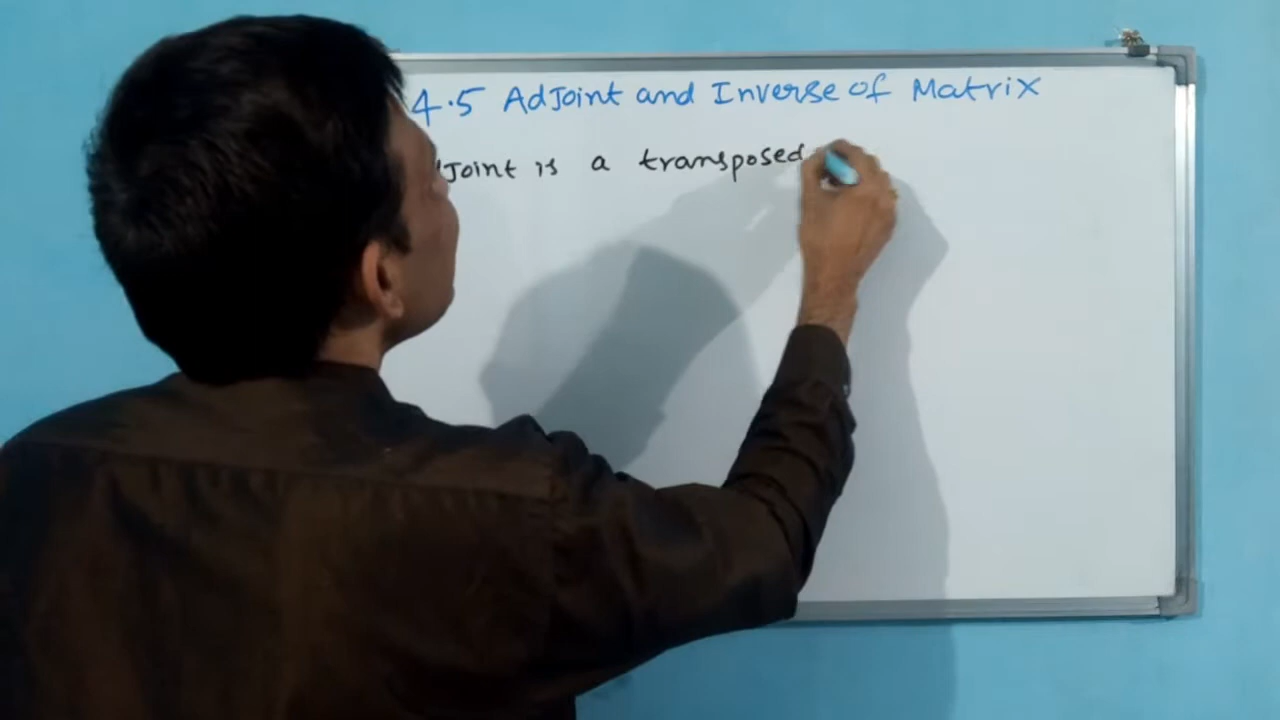 4.5 AdJoint and Inverse of Matrix
Joint is a transposed